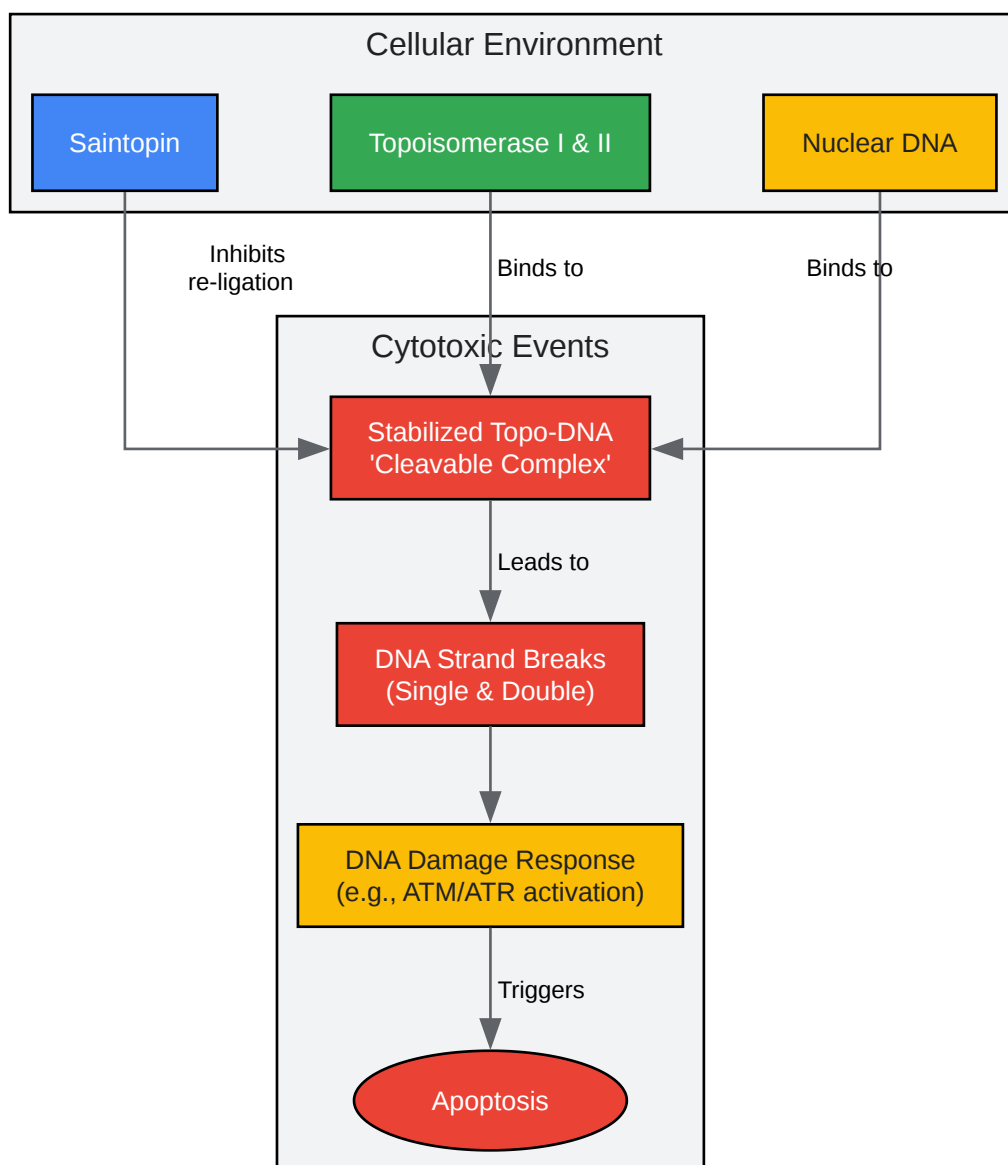 Cellular Environment
Saintopin
Topoisomerase I & II
Nuclear DNA
Inhibits
re-ligation
Binds to
Binds to
Cytotoxic Events
Stabilized Topo-DNA
'Cleavable Complex'
Leads to
DNA Strand Breaks
(Single & Double)
DNA Damage Response
(e.g., ATM/ATR activation)
Triggers
Apoptosis